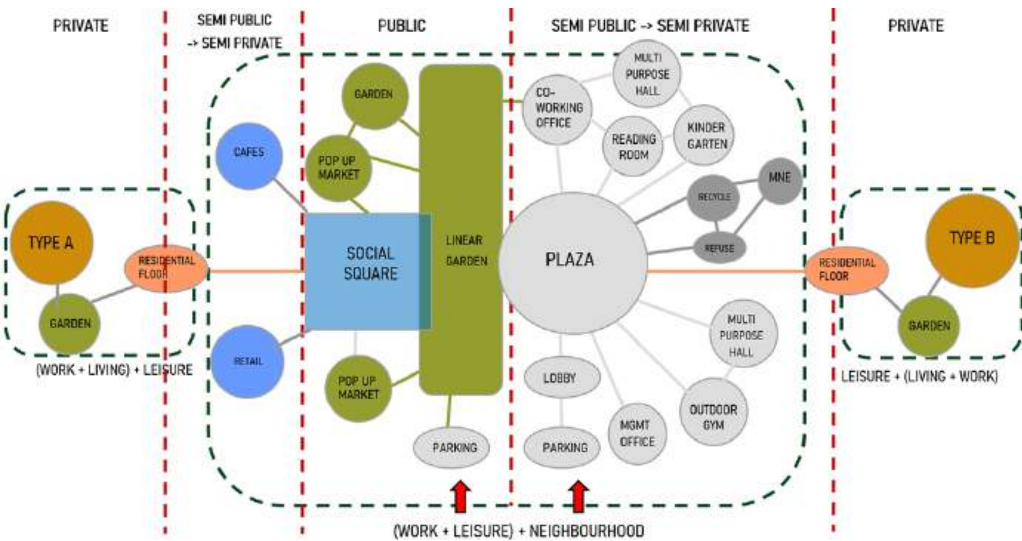 PRIVATE
SEMI PUBLIC
-> SEMI PRIVATE
PUBLIC
SEMI PUBLIC -> SEMI PRIVATE
PRIVATE
GARDEN
CO-
WORKING
OFFICE
MULTI
PURPOSE
HALL
READING
ROOM
KINDER
GARTEN
CAFES
POP UP
MARKET
RECYCLE
MNE
REFUSE
TYPE A
RESIDENTIAL
FLOOR
GARDEN
SOCIAL
SQUARE
LINEAR
GARDEN
PLAZA
RESIDENTIAL
FLOOR
TYPE B
GARDEN
(WORK + LIVING) + LEISURE
RETAIL
POP UP
MARKET
LOBBY
MULTI
PURPOSE
HALL
LEISURE + (LIVING + WORK)
OUTDOOR
GYM
MGMT
OFFICE
PARKING
PARKING
(WORK + LEISURE) + NEIGHBOURHOOD